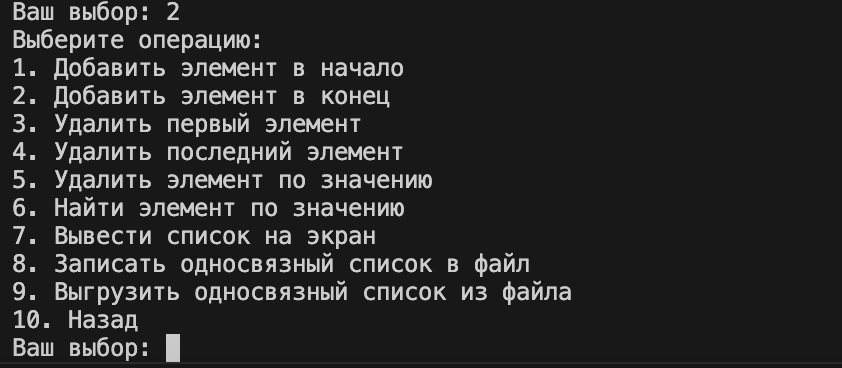 Ваш выбор: 2
Выберите операцию:
1. Добавить элемент в начало
2. Добавить элемент в конец
3. Удалить первый элемент
4. Удалить последний элемент
5. Удалить элемент по значению
6. Найти элемент по значению
7. Вывести список на экран
8. Записать односвязный список в файл
9. Выгрузить односвязный список из файла
10. Назад
Ваш выбор: